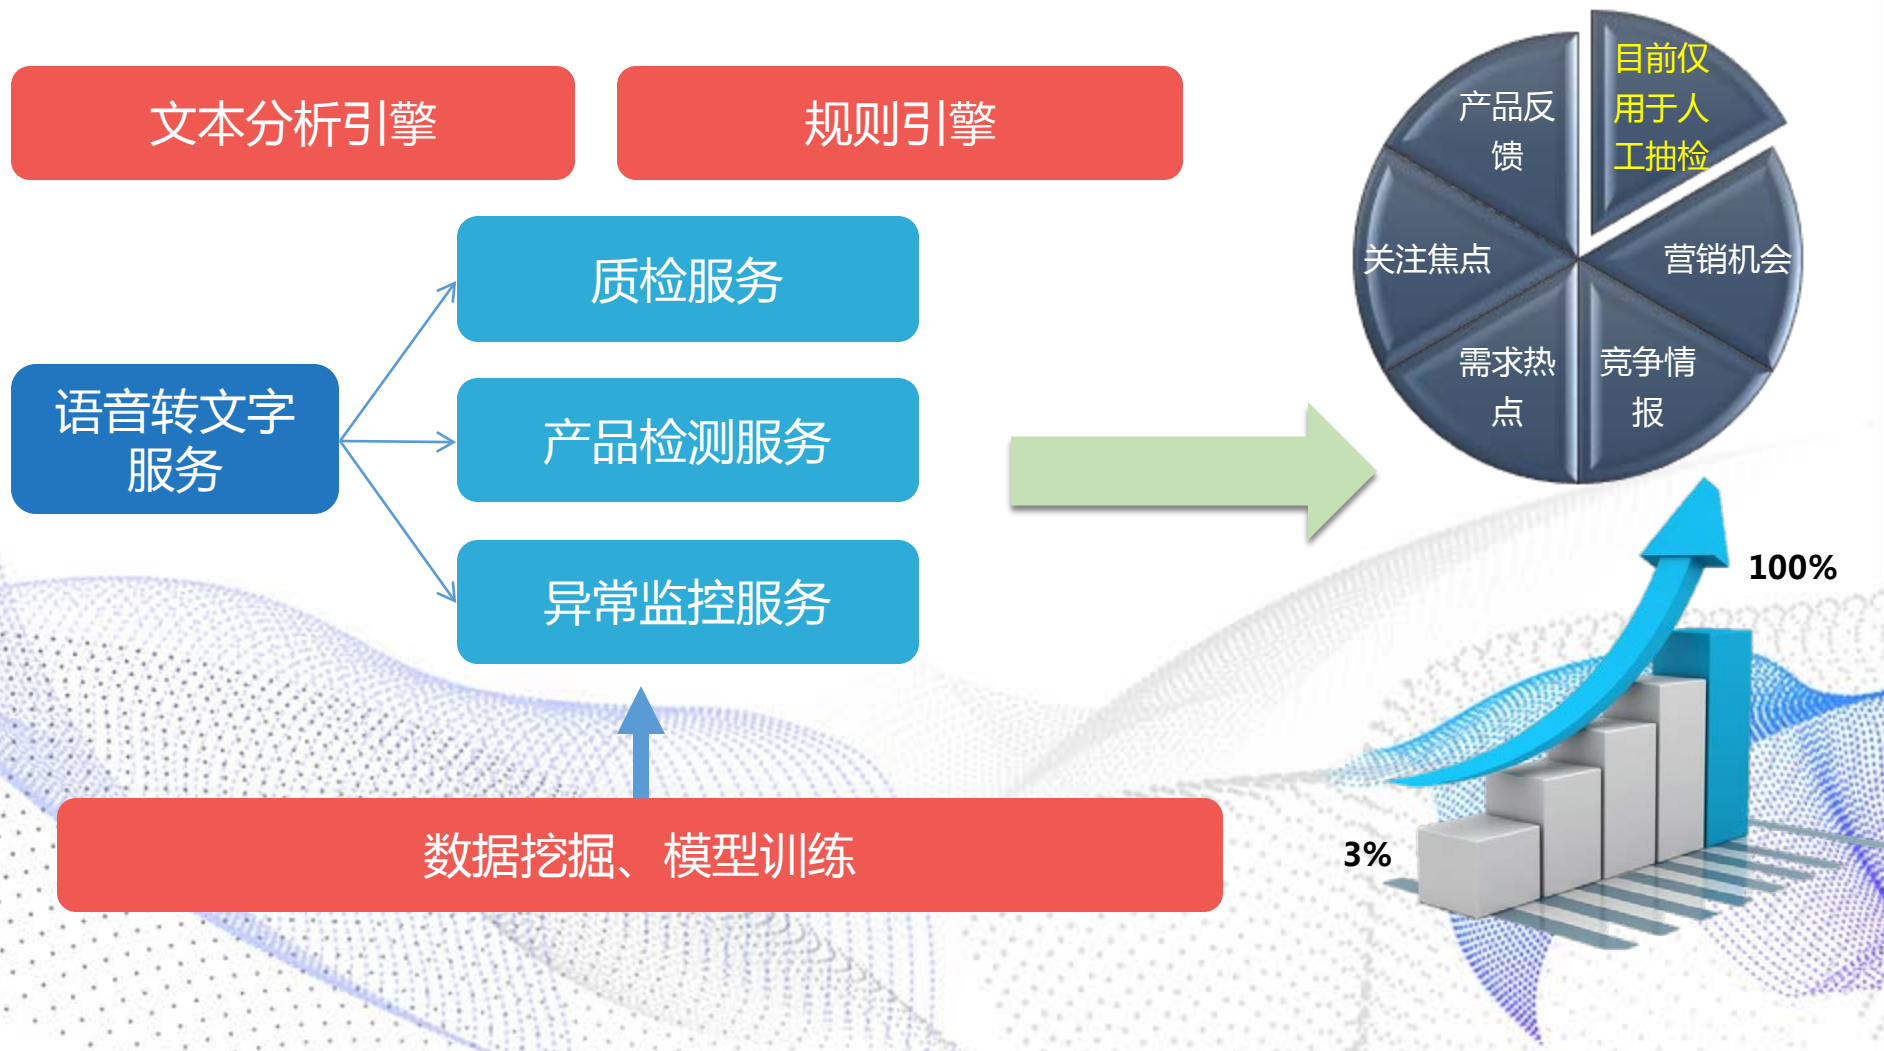 文本分析引擎
规则引擎
质检服务
语音转文字
服务
产品检测服务
异常监控服务
数据挖掘、模型训练
目前仅
用于人
工抽检
产品反
馈
关注焦点
营销机会
需求热
点
竞争情
报
100%
3%